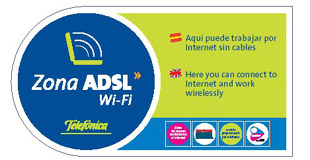 Zona ADSL»
Wi-Fi
Telefónica
Aquí puede trabajar por
Internet sin cables
Here you can connect to
Internet and work
wirelessly